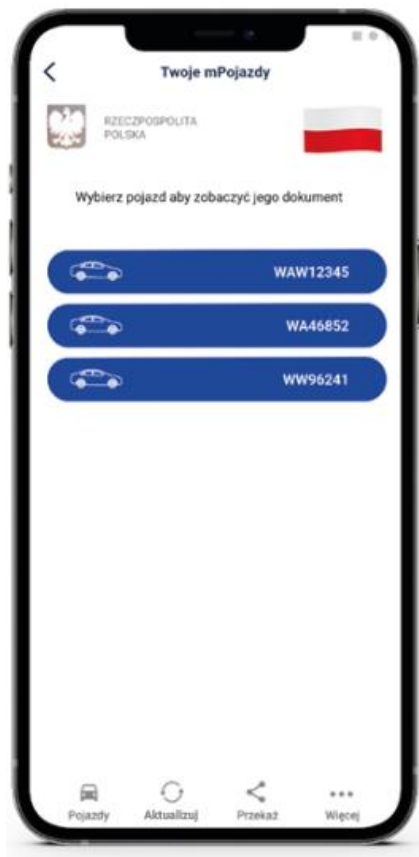 Twoje mPojazdy
RZECZPOSPOLITA
POLSKA
Wybierz pojazd aby zobaczyć jego dokument
WAW12345
WA46852
WW96241
Pojazdy Aktualizuj Przekaż Więcej